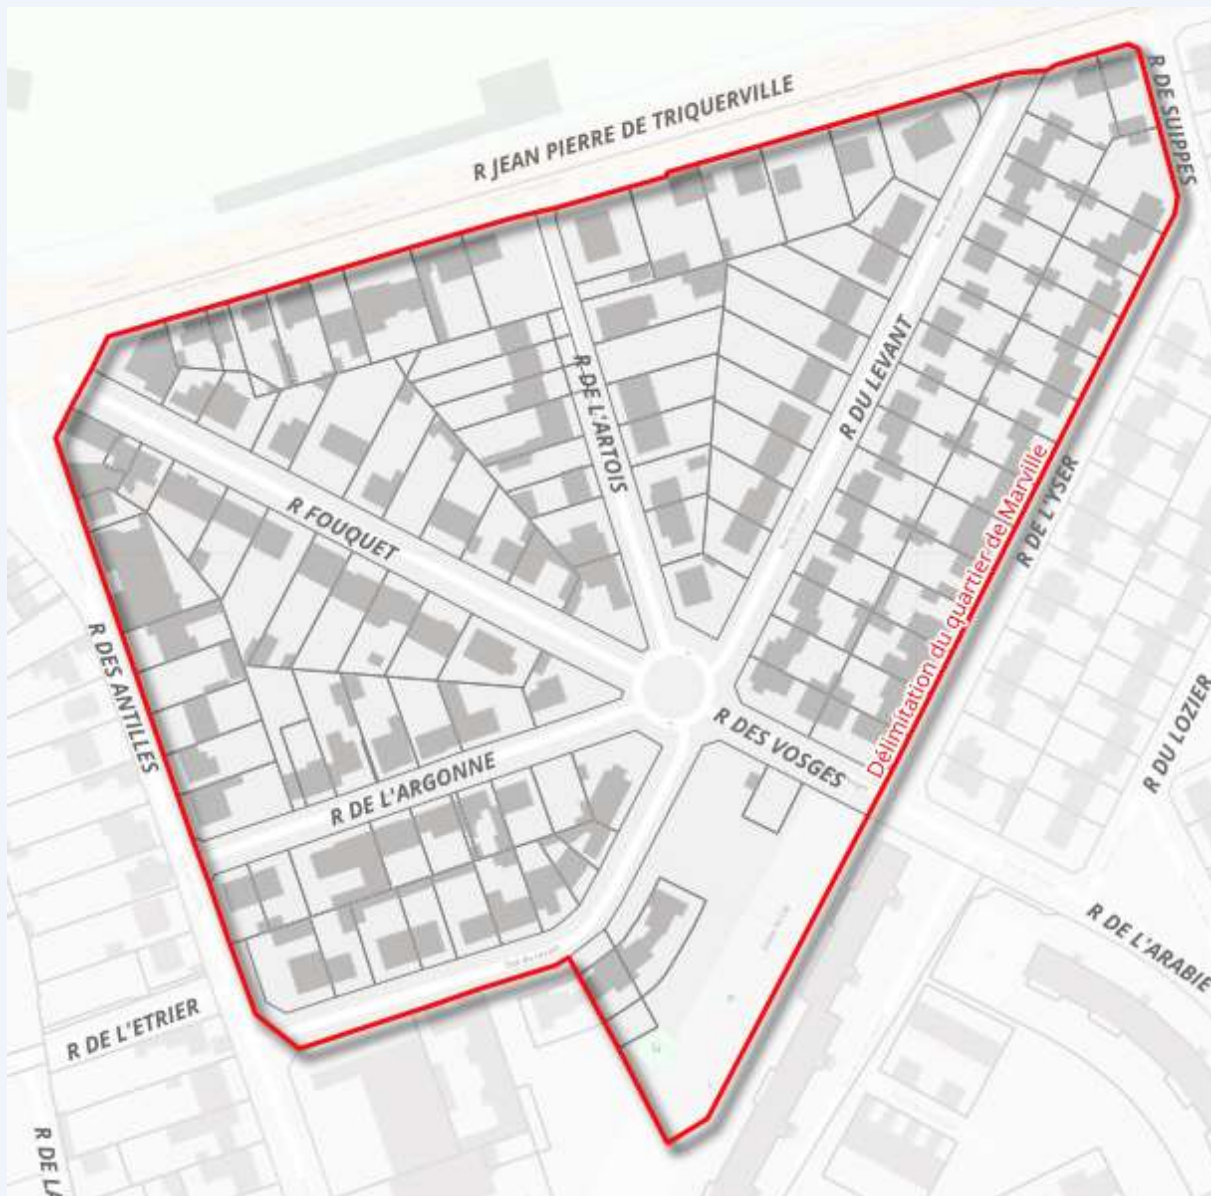 R JEAN PIERRE DE TRIQUERVILLE
R DE SUIPPES
R DU LEVANT
R DE L'ARTOIS
R FOUQUET
Délimitation du quartier de Marville
R DE L'YSER
R DES ANTILLES
R DES VOSGES
R DU LOZIER
R DE L'ARGONNE
R DE L'ARABIE
R DE L'ETRIER
R DE LA